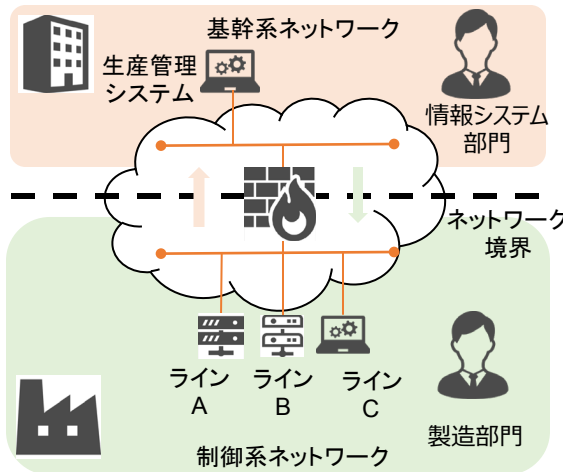 基幹系ネットワーク
生産管理
システム
情報システム
部門
ネットワーク
境界
ライン
A
ライン
B
ライン
C
製造部門
制御系ネットワーク